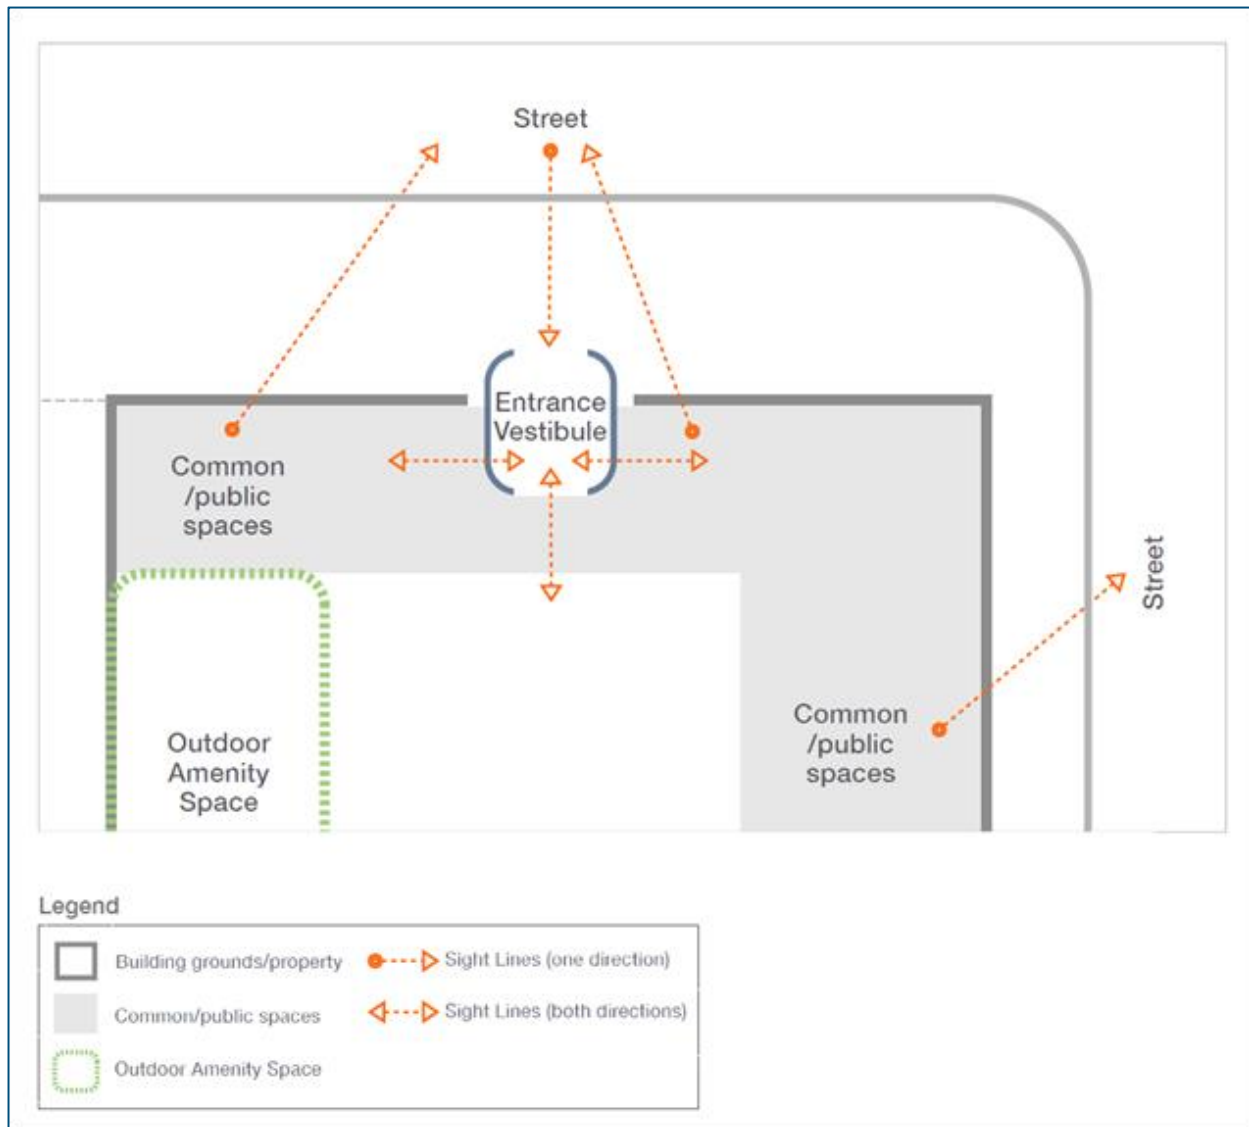 Street
Entrance
Vestibule
Common
/public
spaces
Street
Common
/public
spaces
Outdoor
Amenity
Space
Legend
Building grounds/property
Sight Lines (one direction)
Common/public spaces
Sight Lines (both directions)
Outdoor Amenity Space